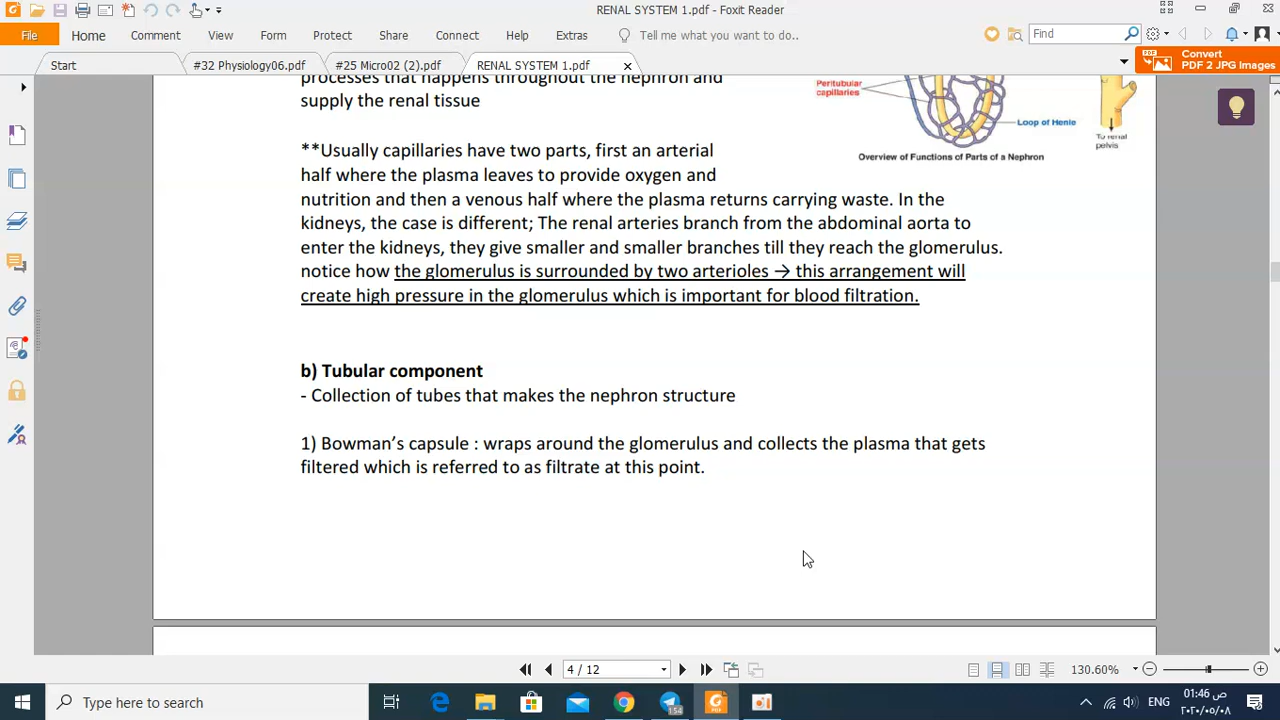 RENAL SYSTEM 1.pdf - Foxit Reader
File Home Comment View Form Protect Share Connect Help Extras Tell me what you want to do.. Find
Start #32 Physiology06.pdf #25 Micro02 (2).pdf RENAL SYSTEM 1.pdf
Convert
PDF 2 JPG Images
processes that happens throughout the nephron and
supply the renal tissue
Peritubular
capillaries
Loop of Henle
To renal
pelvis
Overview of Functions of Parts of a Nephron
**Usually capillaries have two parts, first an arterial
half where the plasma leaves to provide oxygen and
nutrition and then a venous half where the plasma returns carrying waste. In the
kidneys, the case is different; The renal arteries branch from the abdominal aorta to
enter the kidneys, they give smaller and smaller branches till they reach the glomerulus.
notice how the glomerulus is surrounded by two arterioles → this arrangement will
create high pressure in the glomerulus which is important for blood filtration.
b) Tubular component
- Collection of tubes that makes the nephron structure
1) Bowman’s capsule : wraps around the glomerulus and collects the plasma that gets
filtered which is referred to as filtrate at this point.
4 / 12
130.60%
Type here to search
154
PDF
ENG
01:46 ص
٢٠٢٠/٠٥/٠٨